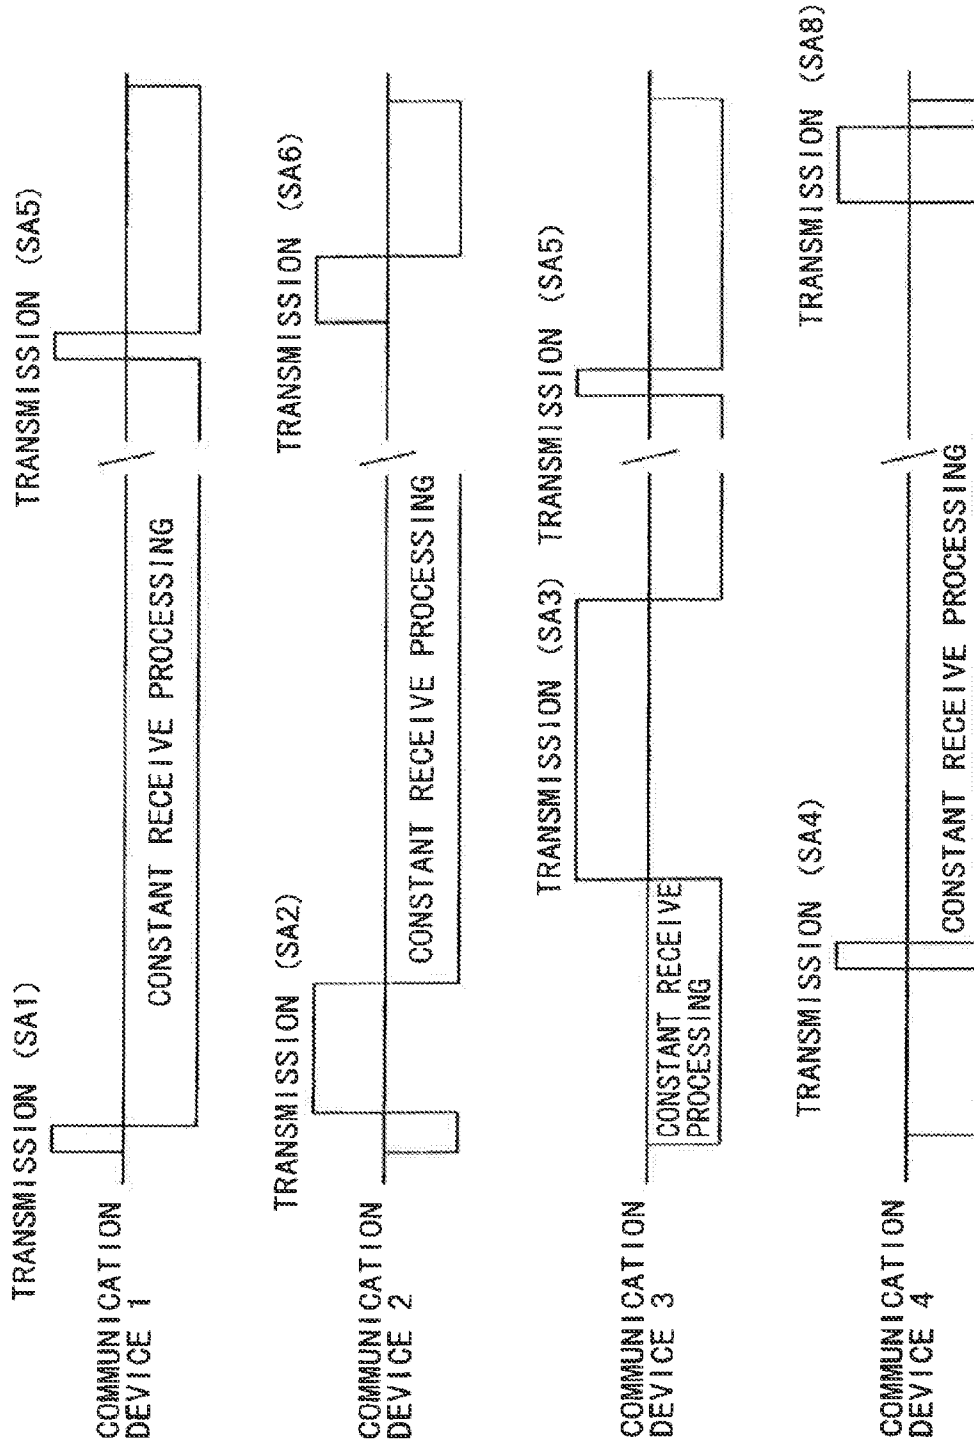 TRANSMISSION (SA1)
TRANSMISSION (SA5)
COMMUNICATION
DEVICE 1
CONSTANT RECEIVE PROCESSING
TRANSMISSION (SA2)
TRANSMISSION (SA6)
COMMUNICATION
DEVICE 2
CONSTANT RECEIVE PROCESSING
TRANSMISSION (SA3)
TRANSMISSION (SA5)
COMMUNICATION
DEVICE 3
CONSTANT RECEIVE
PROCESSING
TRANSMISSION (SA4)
TRANSMISSION (SA8)
COMMUNICATION
DEVICE 4
CONSTANT RECEIVE PROCESSING